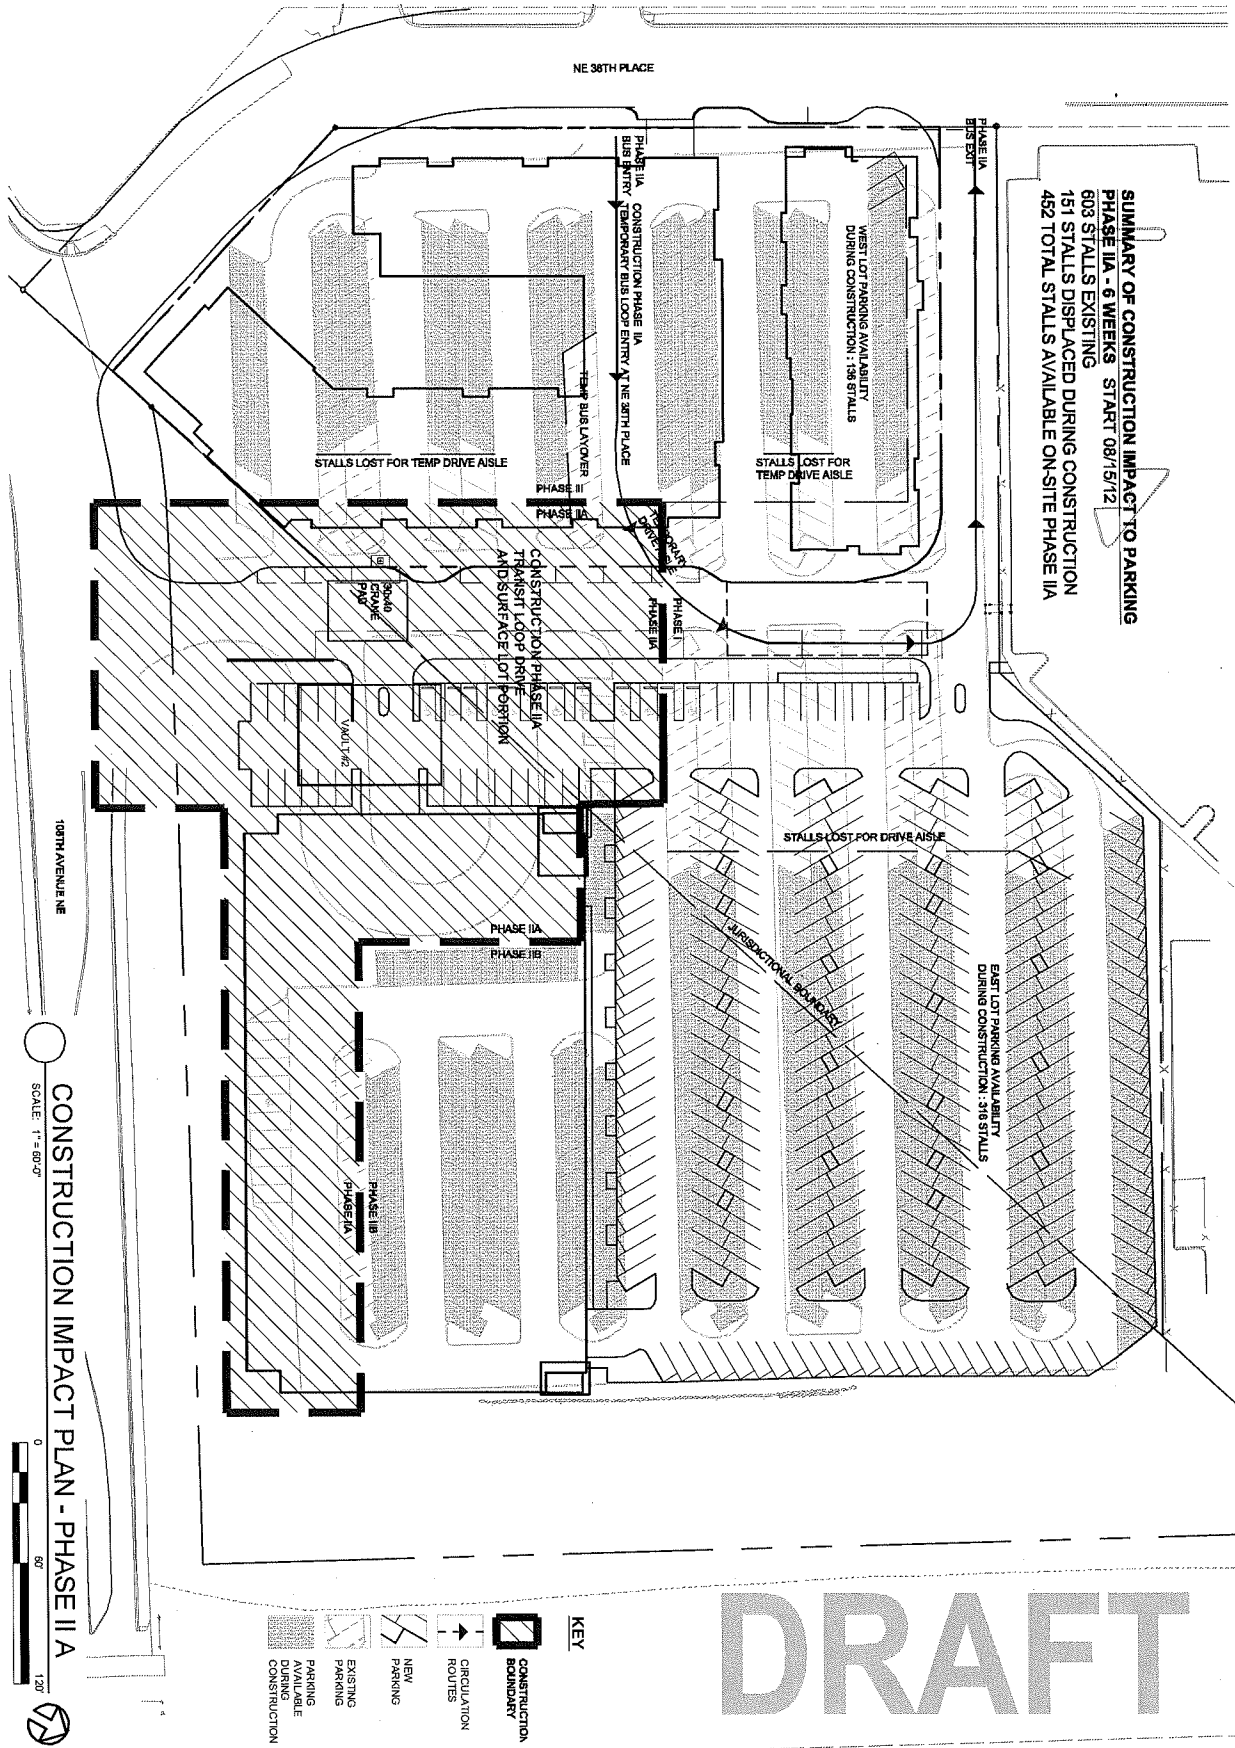 NE 38TH PLACE
SUMMARY OF CONSTRUCTION IMPACT TO PARKING
PHASE IIA - 6 WEEKS START 08/15/12
603 STALLS EXISTING
151 STALLS DISPLACED DURING CONSTRUCTION
452 TOTAL STALLS AVAILABLE ON-SITE PHASE IIA
PHASE IIA
BUS EXIT
PHASE IIA
BUS ENTRY
CONSTRUCTION PHASE IIA
TEMPORARY BUS LOOP ENTRY AT NE 38TH PLACE
WEST LOT PARKING AVAILABILITY
DURING CONSTRUCTION : 136 STALLS
TEMP BUS LAYOVER
STALLS LOST FOR TEMP DRIVE AISLE
STALLS LOST FOR
TEMP DRIVE AISLE
PHASE III
PHASE IIA
TEMPORARY
DRIVE AISLE
CONSTRUCTION PHASE IIA
TRANSIT LOOP DRIVE
AND SURFACE LOT PORTION
30x40
CRANE
PAD
PHASE I
PHASE IIA
VAULT #2
STALLS LOST FOR DRIVE AISLE
JURISDICTIONAL BOUNDARY
EAST LOT PARKING AVAILABILITY
DURING CONSTRUCTION : 316 STALLS
PHASE IIA
PHASE IIB
PHASE IIB
PHASE IIA
108TH AVENUE NE
CONSTRUCTION IMPACT PLAN - PHASE II A
SCALE: 1" = 60'-0"
0
60'
120'
KEY
CONSTRUCTION
BOUNDARY
CIRCULATION
ROUTES
NEW
PARKING
EXISTING
PARKING
PARKING
AVAILABLE
DURING
CONSTRUCTION
DRAFT